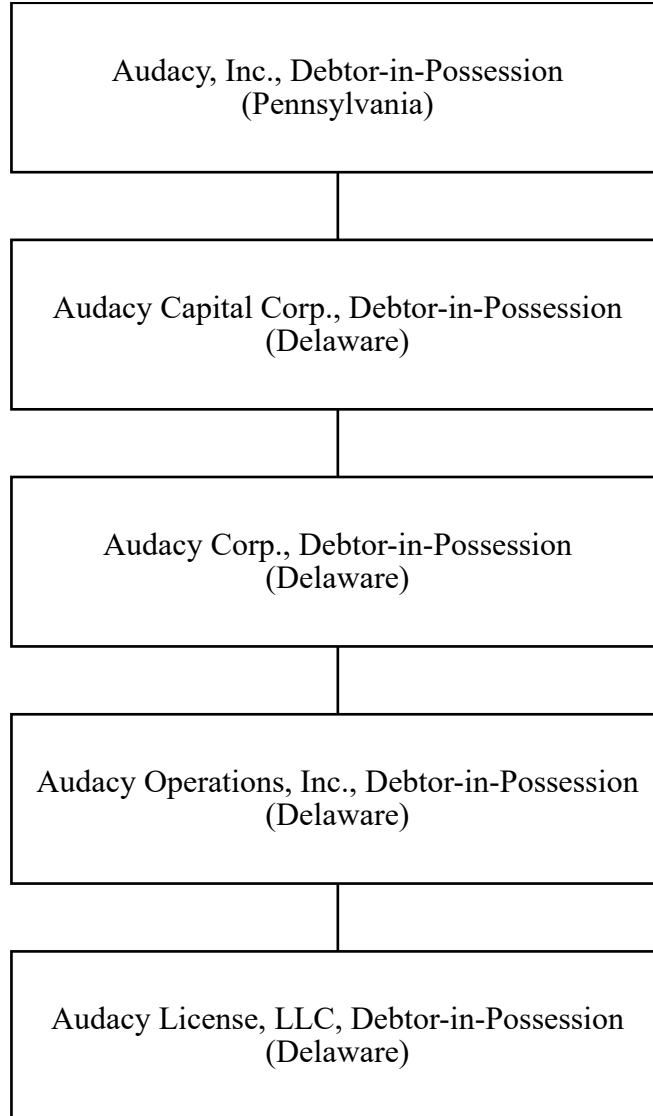 Audacy, Inc., Debtor-in-Possession
(Pennsylvania)
Audacy Capital Corp., Debtor-in-Possession
(Delaware)
Audacy Corp., Debtor-in-Possession
(Delaware)
Audacy Operations, Inc., Debtor-in-Possession
(Delaware)
Audacy License, LLC, Debtor-in-Possession
(Delaware)